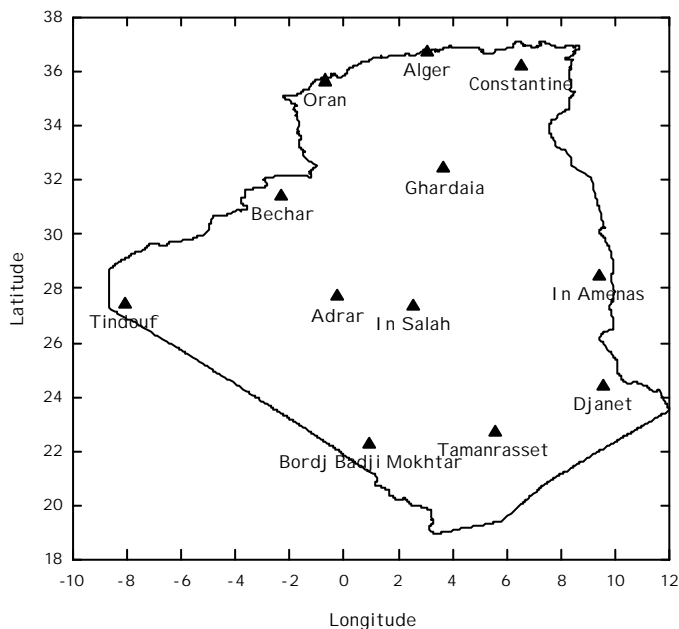 38
36
34
32
30
28
26
24
22
20
18
Latitude
Alger
Constantine
Oran
Ghardaia
Bechar
In Amenas
Tindouf
Adrar
In Salah
Djanet
Tamanrasset
Bordj Badji Mokhtar
-10 -8 -6 -4 -2 0 2 4 6 8 10 12
Longitude